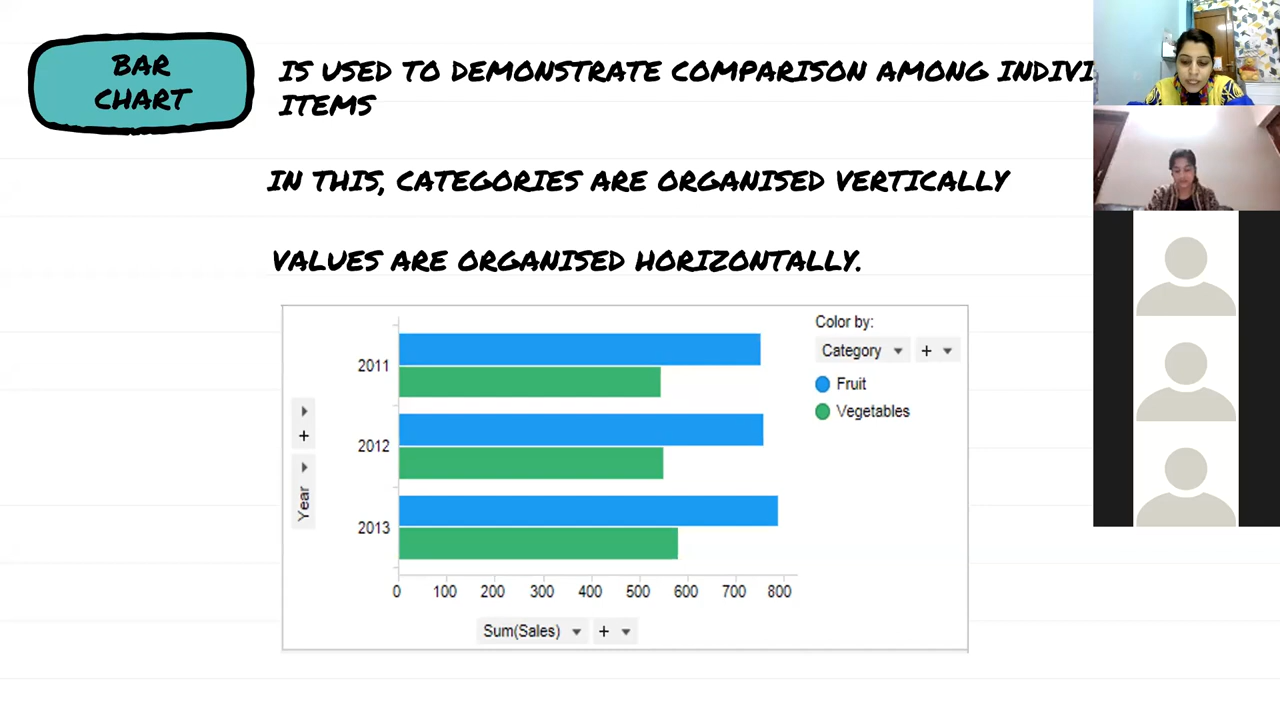 BAR
CHART
IS USED TO DEMONSTRATE COMPARISON AMONG
ITEMS
IN THIS, CATEGORIES ARE ORGANISED VERTICALLY
VALUES ARE ORGANISED HORIZONTALLY.
Color by:
Category
+
Fruit
Vegetables
2011
2012
2013
+
Year
0 100 200 300 400 500 600 700 800
Sum(Sales) +